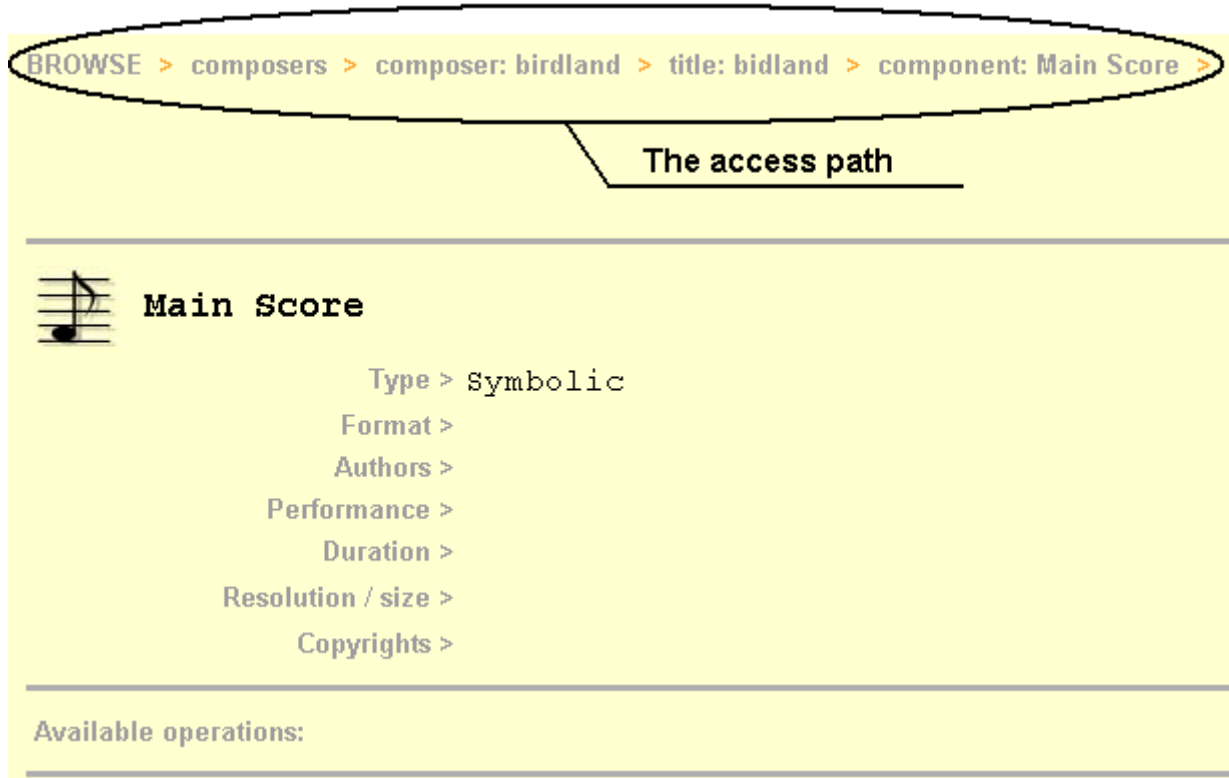 BROWSE > composers > composer: birdland > title: bidland > component: Main Score >
The access path
Main Score
Type > Symbolic
Format >
Authors >
Performance >
Duration >
Resolution / size >
Copyrights >
Available operations: